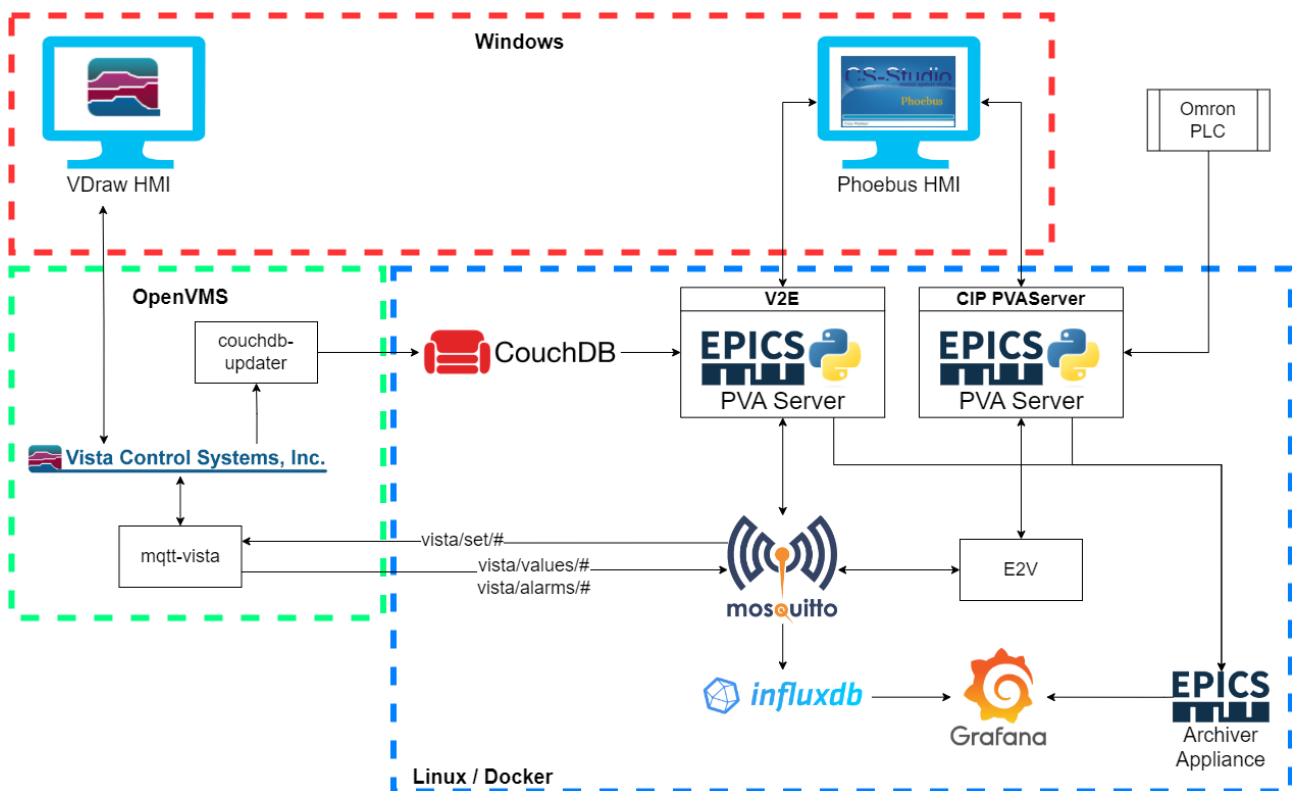 Windows
CS-Studio
Phoebus
VDraw HMI
Phoebus HMI
Omron
PLC
OpenVMS
couchdb-
updater
CouchDB
V2E
EPICS
PVA Server
CIP PVAServer
EPICS
PVA Server
Vista Control Systems, Inc.
mqtt-vista
vista/set/#
vista/values/#
vista/alarms/#
mosquitto
E2V
influxdb
Grafana
EPICS
Archiver
Appliance
Linux / Docker